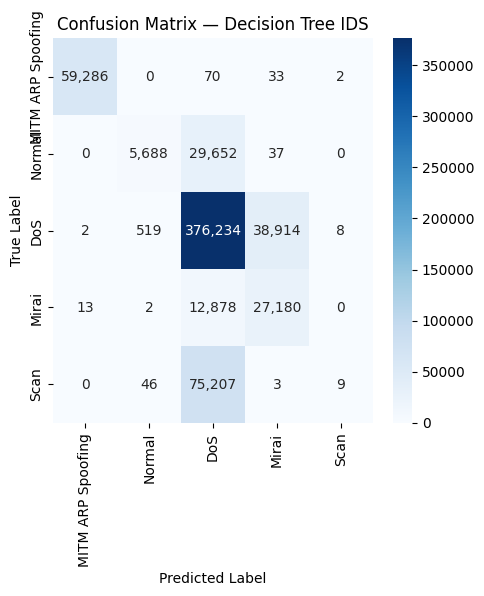 Confusion Matrix — Decision Tree IDS
True Label
MITM ARP Spoofing
59,286 0 70 33 2
Normal
0 5,688 29,652 37 0
DoS
2 519 376,234 38,914 8
Mirai
13 2 12,878 27,180 0
Scan
0 46 75,207 3 9
MITM ARP Spoofing
Normal
DoS
Mirai
Scan
Predicted Label
350000
300000
250000
200000
150000
100000
50000
0